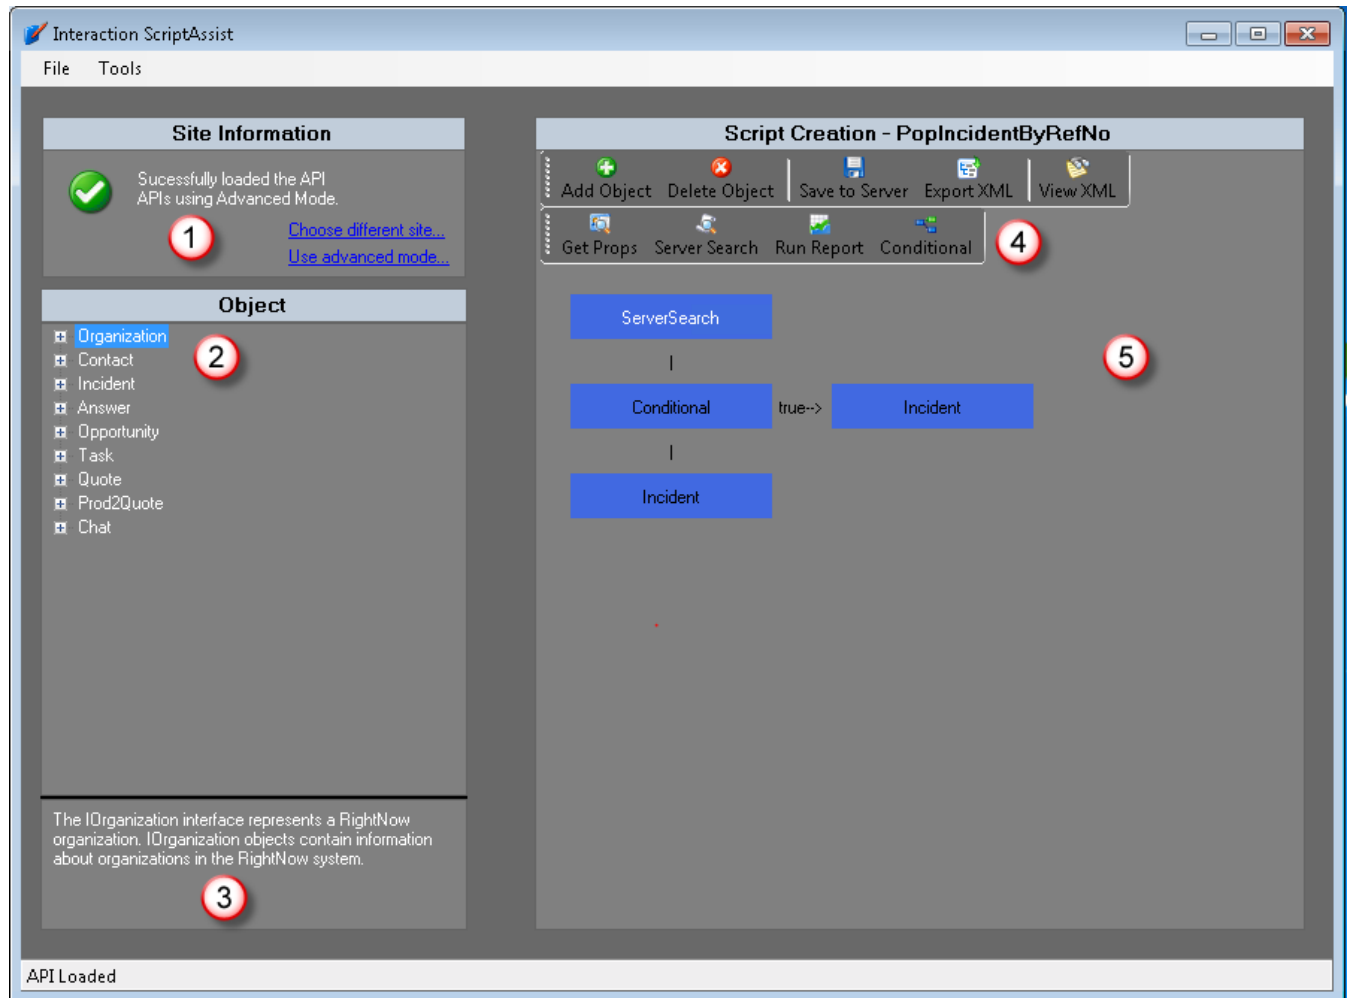 Interaction ScriptAssist
File Tools
Site Information
Sucessfully loaded the API
APIs using Advanced Mode.
1
Choose different site...
Use advanced mode...
Object
Organization
2
Contact
Incident
Answer
Opportunity
Task
Quote
Prod2Quote
Chat
The IOrganization interface represents a RightNow
organization. IOrganization objects contain information
about organizations in the RightNow system.
3
Script Creation - PopIncidentByRefNo
Add Object Delete Object Save to Server Export XML View XML
Get Props Server Search Run Report Conditional
4
ServerSearch
|
5
Conditional true--> Incident
|
Incident
API Loaded